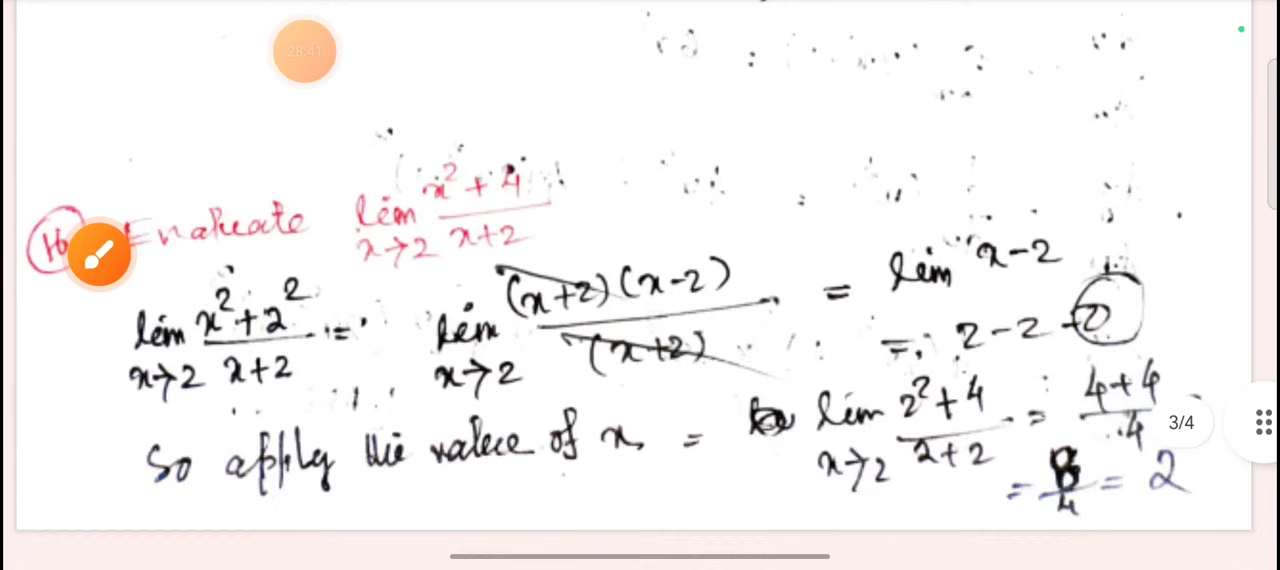 28:41
16 Evaluate lim x→2 x²+4 / x+2
lim x→2 x²+2² / x+2 = lim x→2 (x+2)(x-2) / (x+2) = lim x-2
= 2-2=0
So apply the value of x = lim x→2 2²+4 / 2+2 = 4+4 / 4
= 8/4 = 2
3/4